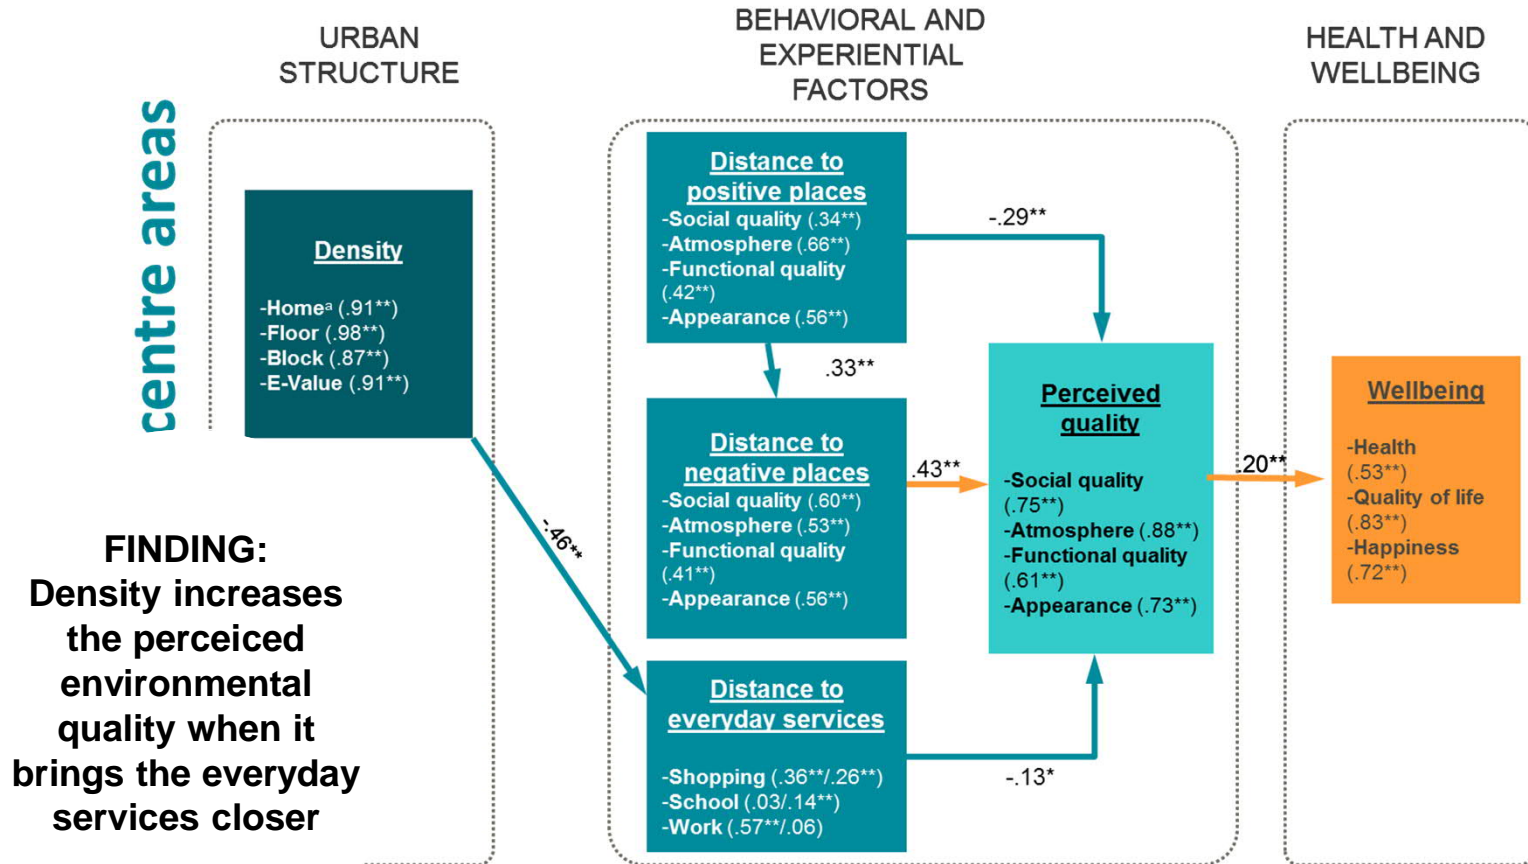 URBAN
STRUCTURE
BEHAVIORAL AND
EXPERIENTIAL
FACTORS
HEALTH AND
WELLBEING
centre areas
Density
-Homeᵃ (.91**)
-Floor (.98**)
-Block (.87**)
-E-Value (.91**)
Distance to
positive places
-Social quality (.34**)
-Atmosphere (.66**)
-Functional quality
(.42**)
-Appearance (.56**)
-.29**
.33**
Distance to
negative places
-Social quality (.60**)
-Atmosphere (.53**)
-Functional quality
(.41**)
-Appearance (.56**)
.43**
-.46**
Perceived
quality
-Social quality
(.75**)
-Atmosphere (.88**)
-Functional quality
(.61**)
-Appearance (.73**)
.20**
Wellbeing
-Health
(.53**)
-Quality of life
(.83**)
-Happiness
(.72**)
Distance to
everyday services
-Shopping (.36**/.26**)
-School (.03/.14**)
-Work (.57**/.06)
-.13*
FINDING:
Density increases
the perceiced
environmental
quality when it
brings the everyday
services closer